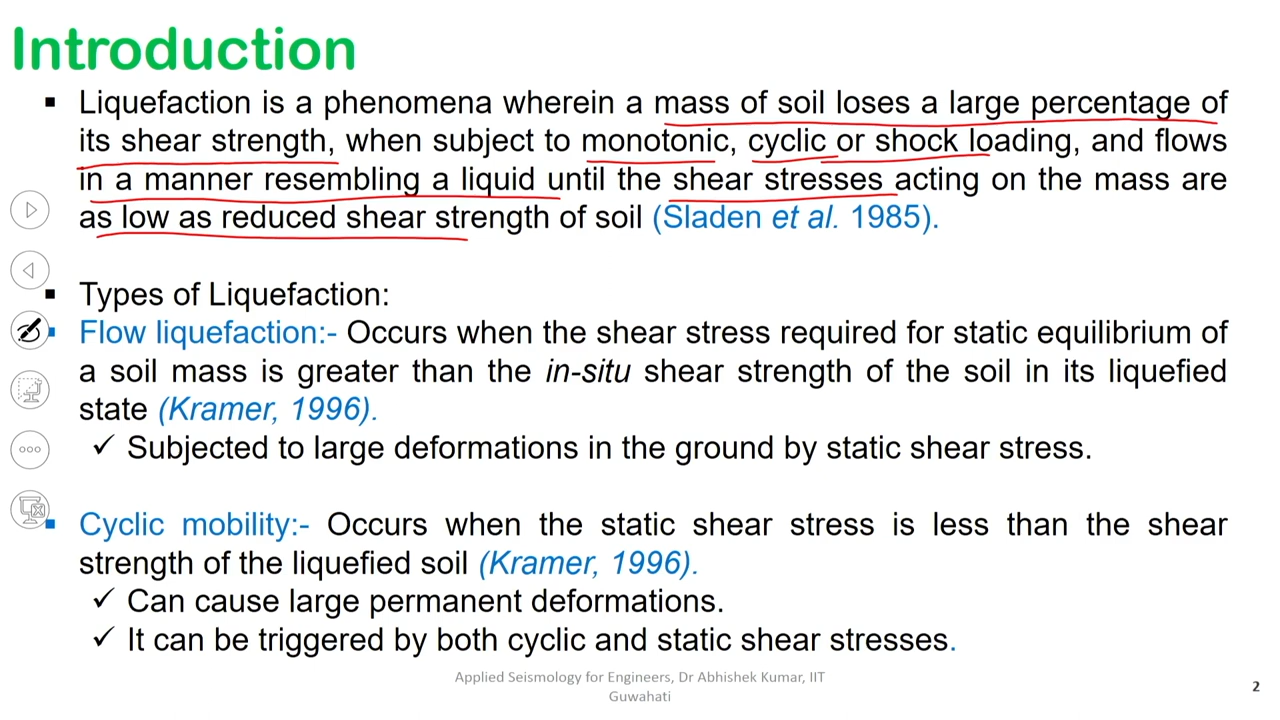 Introduction
▪ Liquefaction is a phenomena wherein a mass of soil loses a large percentage of
its shear strength, when subject to monotonic, cyclic or shock loading, and flows
in a manner resembling a liquid until the shear stresses acting on the mass are
as low as reduced shear strength of soil (Sladen et al. 1985).
▪ Types of Liquefaction:
▪ Flow liquefaction:- Occurs when the shear stress required for static equilibrium of
a soil mass is greater than the in-situ shear strength of the soil in its liquefied
state (Kramer, 1996).
✓ Subjected to large deformations in the ground by static shear stress.
▪ Cyclic mobility:- Occurs when the static shear stress is less than the shear
strength of the liquefied soil (Kramer, 1996).
✓ Can cause large permanent deformations.
✓ It can be triggered by both cyclic and static shear stresses.
Applied Seismology for Engineers, Dr Abhishek Kumar, IIT
Guwahati
2